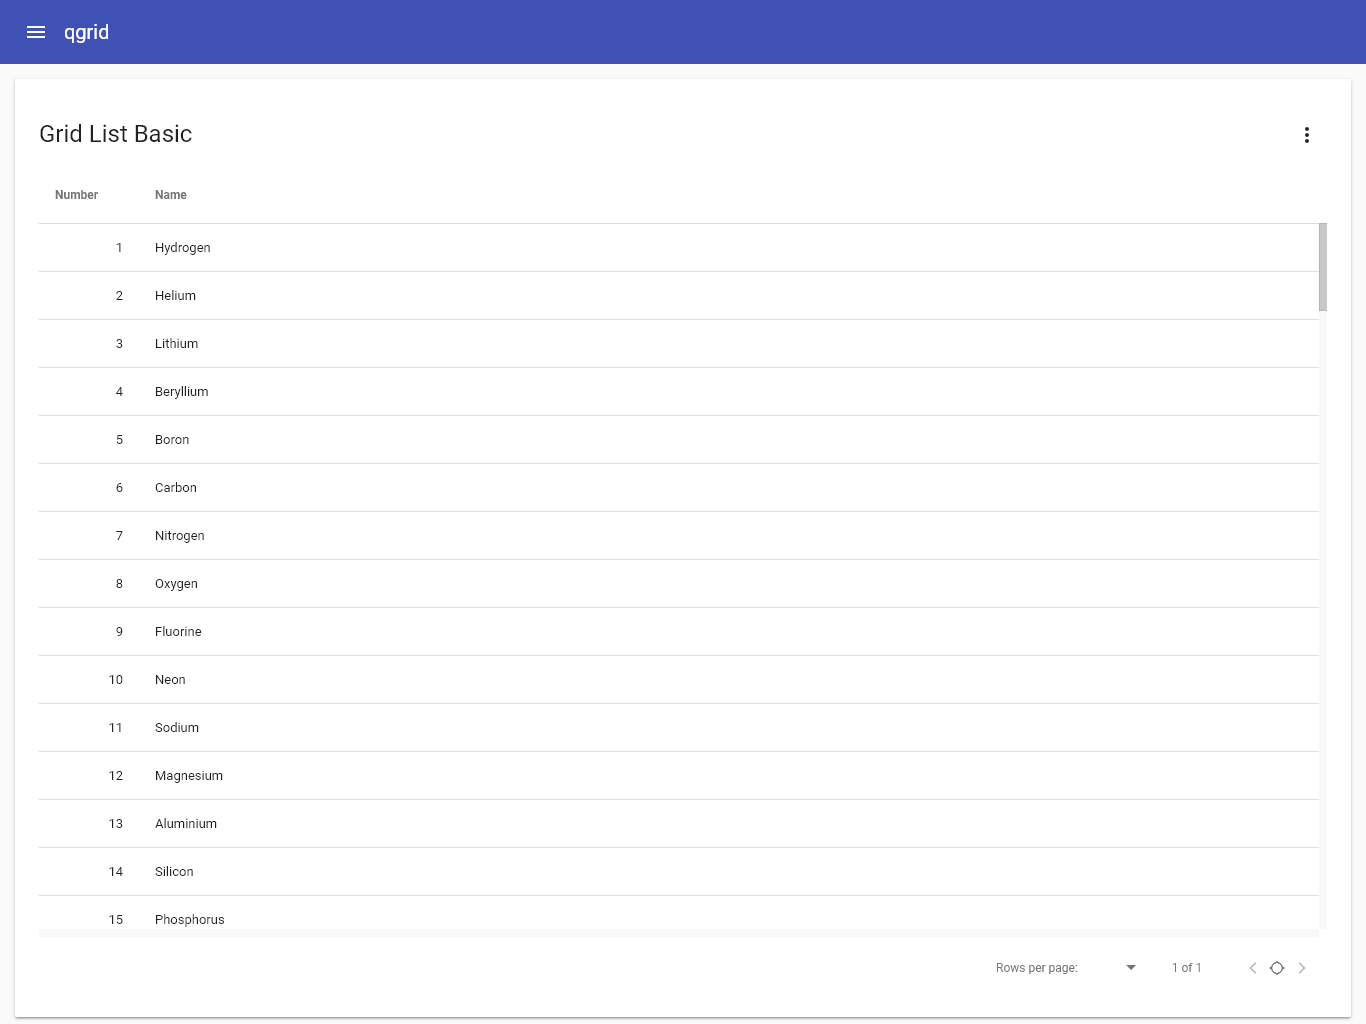 qgrid
Grid List Basic
Number Name
1 Hydrogen
2 Helium
3 Lithium
4 Beryllium
5 Boron
6 Carbon
7 Nitrogen
8 Oxygen
9 Fluorine
10 Neon
11 Sodium
12 Magnesium
13 Aluminium
14 Silicon
15 Phosphorus
Rows per page: 1 of 1